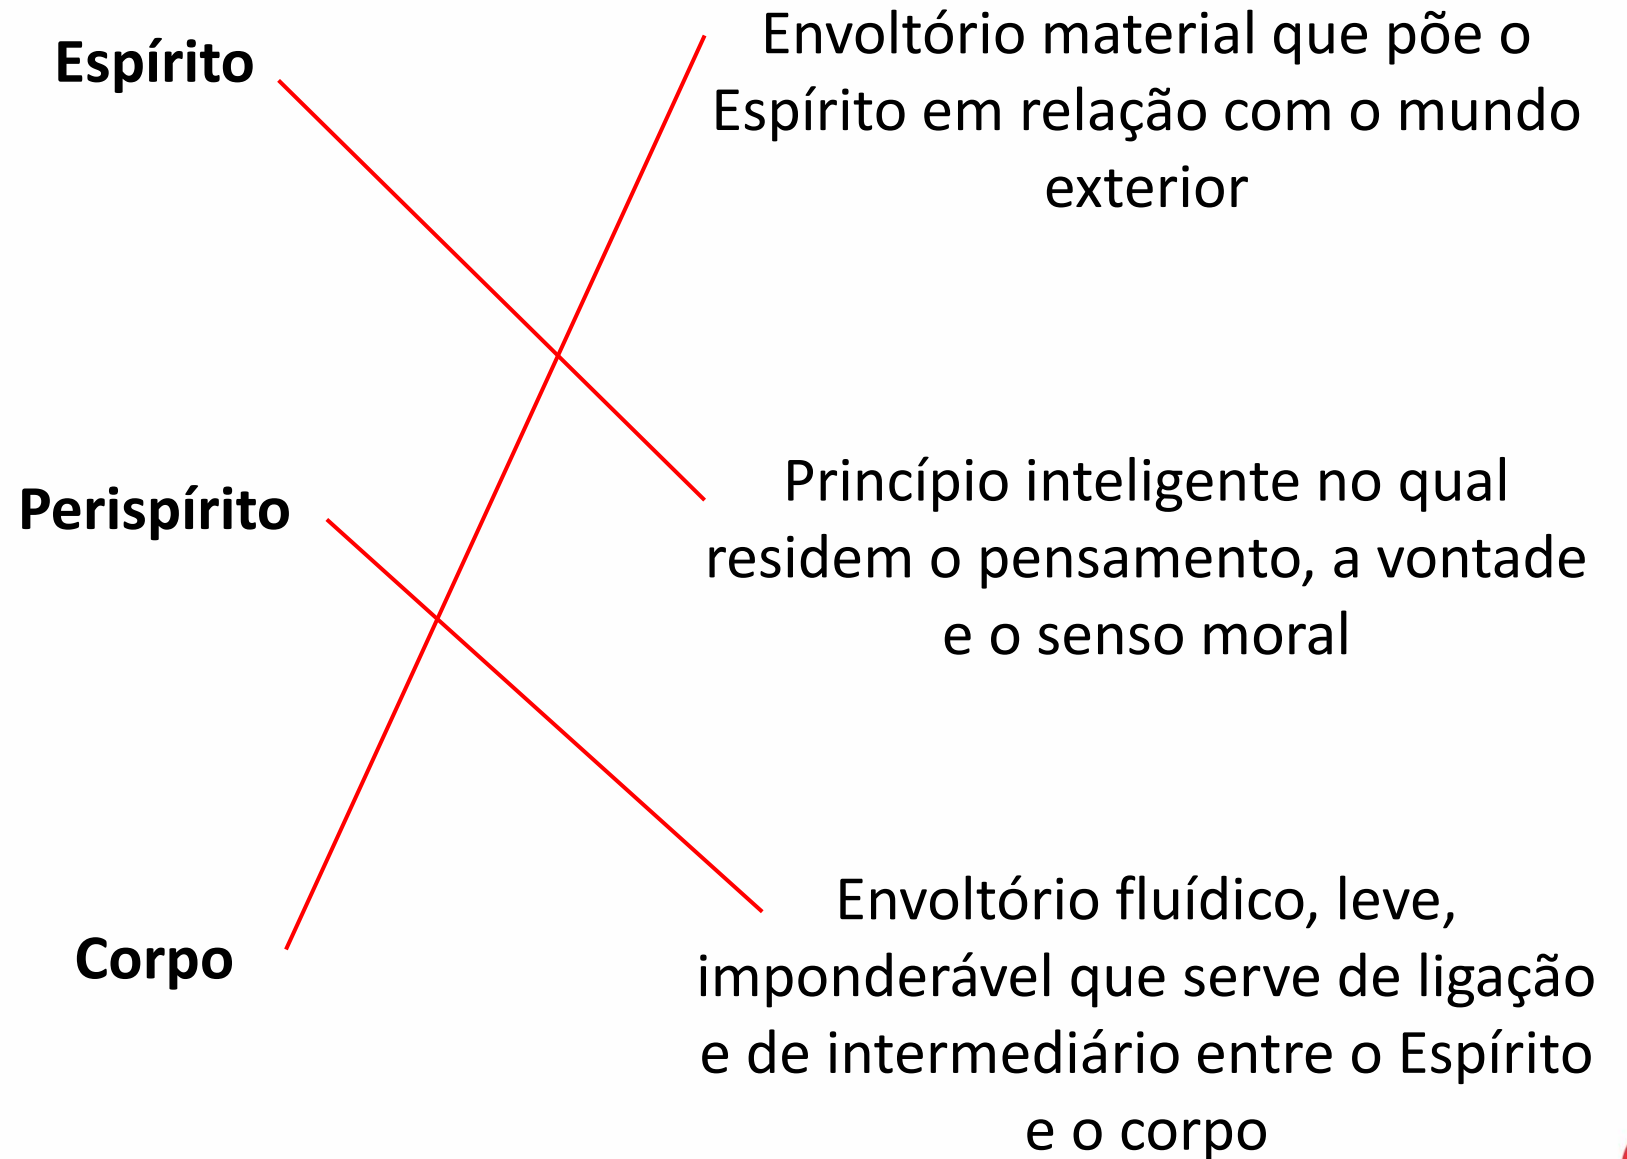 Espírito
Envoltório material que põe o
Espírito em relação com o mundo
exterior
Perispírito
Princípio inteligente no qual
residem o pensamento, a vontade
e o senso moral
Corpo
Envoltório fluídico, leve,
imponderável que serve de ligação
e de intermediário entre o Espírito
e o corpo